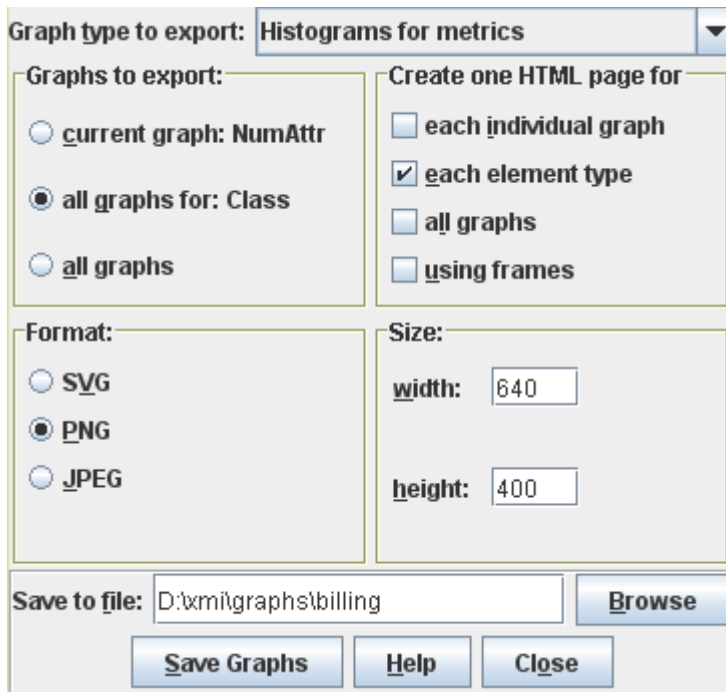 Graph type to export: Histograms for metrics
Graphs to export:
current graph: NumAttr
all graphs for: Class
all graphs
Create one HTML page for
each individual graph
each element type
all graphs
using frames
Format:
SVG
PNG
JPEG
Size:
width: 640
height: 400
Save to file: D:\xmi\graphs\billing Browse
Save Graphs Help Close